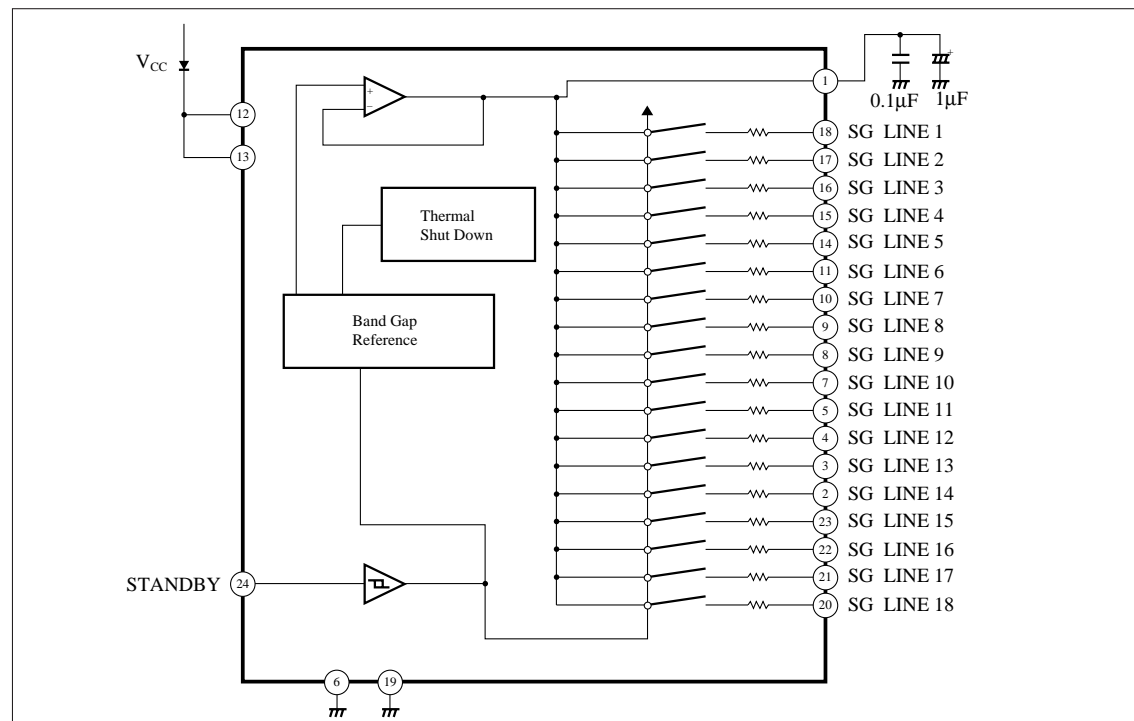 VCC
12
13
+
−
1
+
0.1µF
1µF
18 SG LINE 1
17 SG LINE 2
16 SG LINE 3
15 SG LINE 4
14 SG LINE 5
11 SG LINE 6
10 SG LINE 7
9 SG LINE 8
8 SG LINE 9
7 SG LINE 10
5 SG LINE 11
4 SG LINE 12
3 SG LINE 13
2 SG LINE 14
23 SG LINE 15
22 SG LINE 16
21 SG LINE 17
20 SG LINE 18
Thermal
Shut Down
Band Gap
Reference
STANDBY 24
6
19